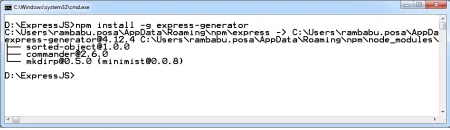 C:\Windows\system32\cmd.exe
D:\ExpressJS>npm install -g express-generator
C:\Users\rambabu.posa\AppData\Roaming\npm\express -> C:\Users\rambabu.posa\AppDa
express-generator@4.12.4 C:\Users\rambabu.posa\AppData\Roaming\npm\node_modules\
├── sorted-object@1.0.0
├── commander@2.6.0
└── mkdirp@0.5.0 (minimist@0.0.8)
D:\ExpressJS>